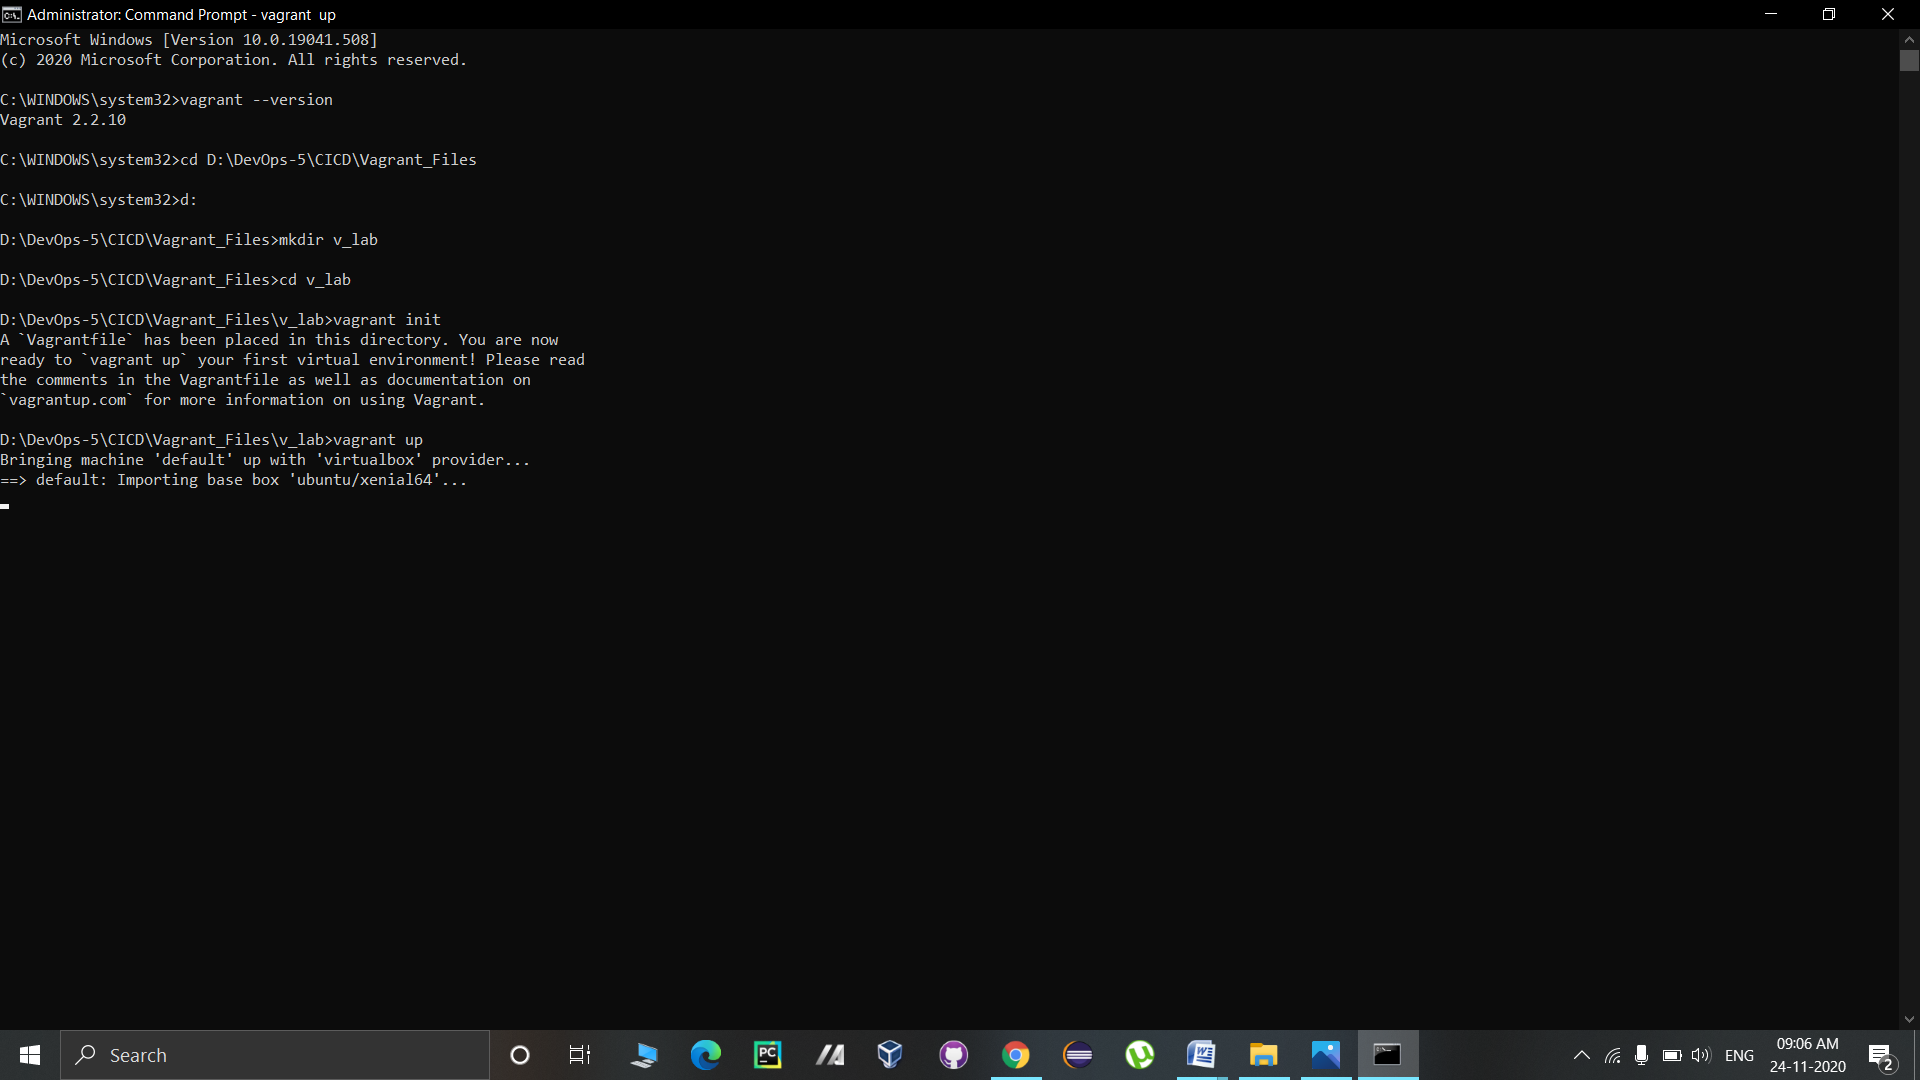 Administrator: Command Prompt - vagrant  up
Microsoft Windows [Version 10.0.19041.508]
(c) 2020 Microsoft Corporation. All rights reserved.
C:\WINDOWS\system32>vagrant --version
Vagrant 2.2.10
C:\WINDOWS\system32>cd D:\DevOps-5\CICD\Vagrant_Files
C:\WINDOWS\system32>d:
D:\DevOps-5\CICD\Vagrant_Files>mkdir v_lab
D:\DevOps-5\CICD\Vagrant_Files>cd v_lab
D:\DevOps-5\CICD\Vagrant_Files\v_lab>vagrant init
A `Vagrantfile` has been placed in this directory. You are now
ready to `vagrant up` your first virtual environment! Please read
the comments in the Vagrantfile as well as documentation on
`vagrantup.com` for more information on using Vagrant.
D:\DevOps-5\CICD\Vagrant_Files\v_lab>vagrant up
Bringing machine 'default' up with 'virtualbox' provider...
==> default: Importing base box 'ubuntu/xenial64'...
Search
PC
W
ENG
09:06 AM
24-11-2020
2